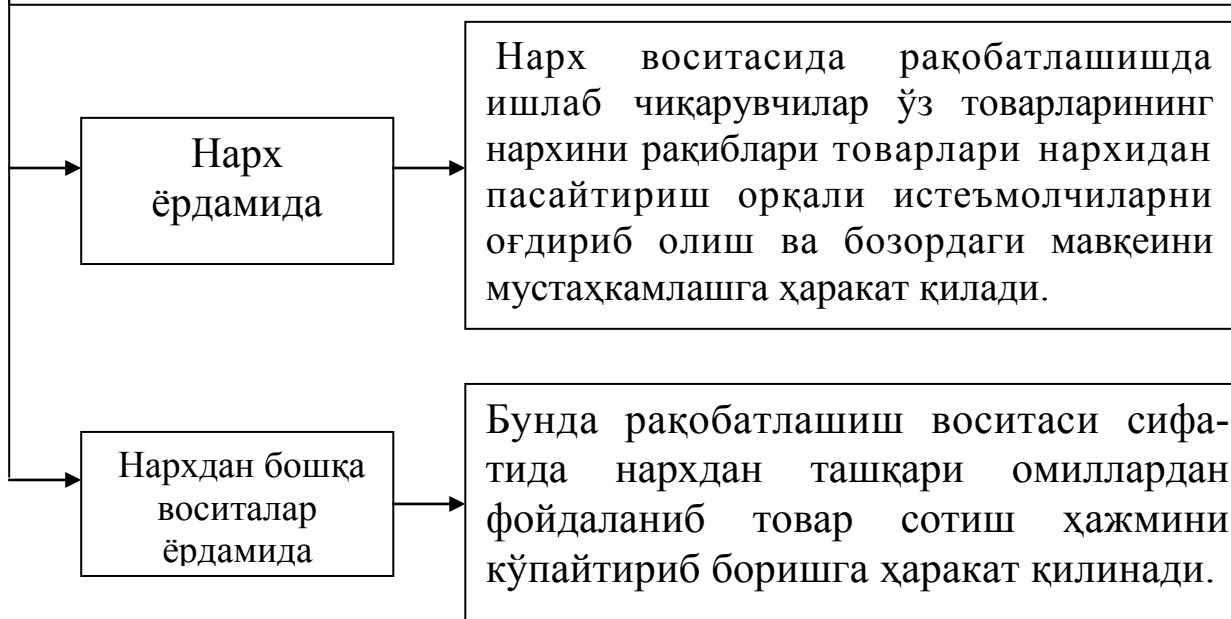 Нарх
ёрдамида
Нарх воситасида рақобатлашишда
ишлаб чиқарувчилар ўз товарларининг
нархини рақиблари товарлари нархидан
пасайтириш орқали истеъмолчиларни
оғдириб олиш ва бозордаги мавқеини
мустаҳкамлашга ҳаракат қилади.
Нархдан бошқа
воситалар
ёрдамида
Бунда рақобатлашиш воситаси сифа-
тида нархдан ташқари омиллардан
фойдаланиб товар сотиш ҳажмини
кўпайтириб боришга ҳаракат қилинади.